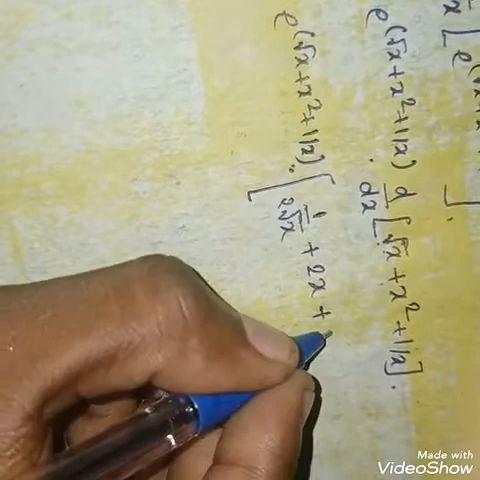 [e
e^(√x+x²+1/x) · d/dx [√x+x²+1/x].
e^(√x+x²+1/x) · [1/2√x + 2x +
Made with
VideoShow